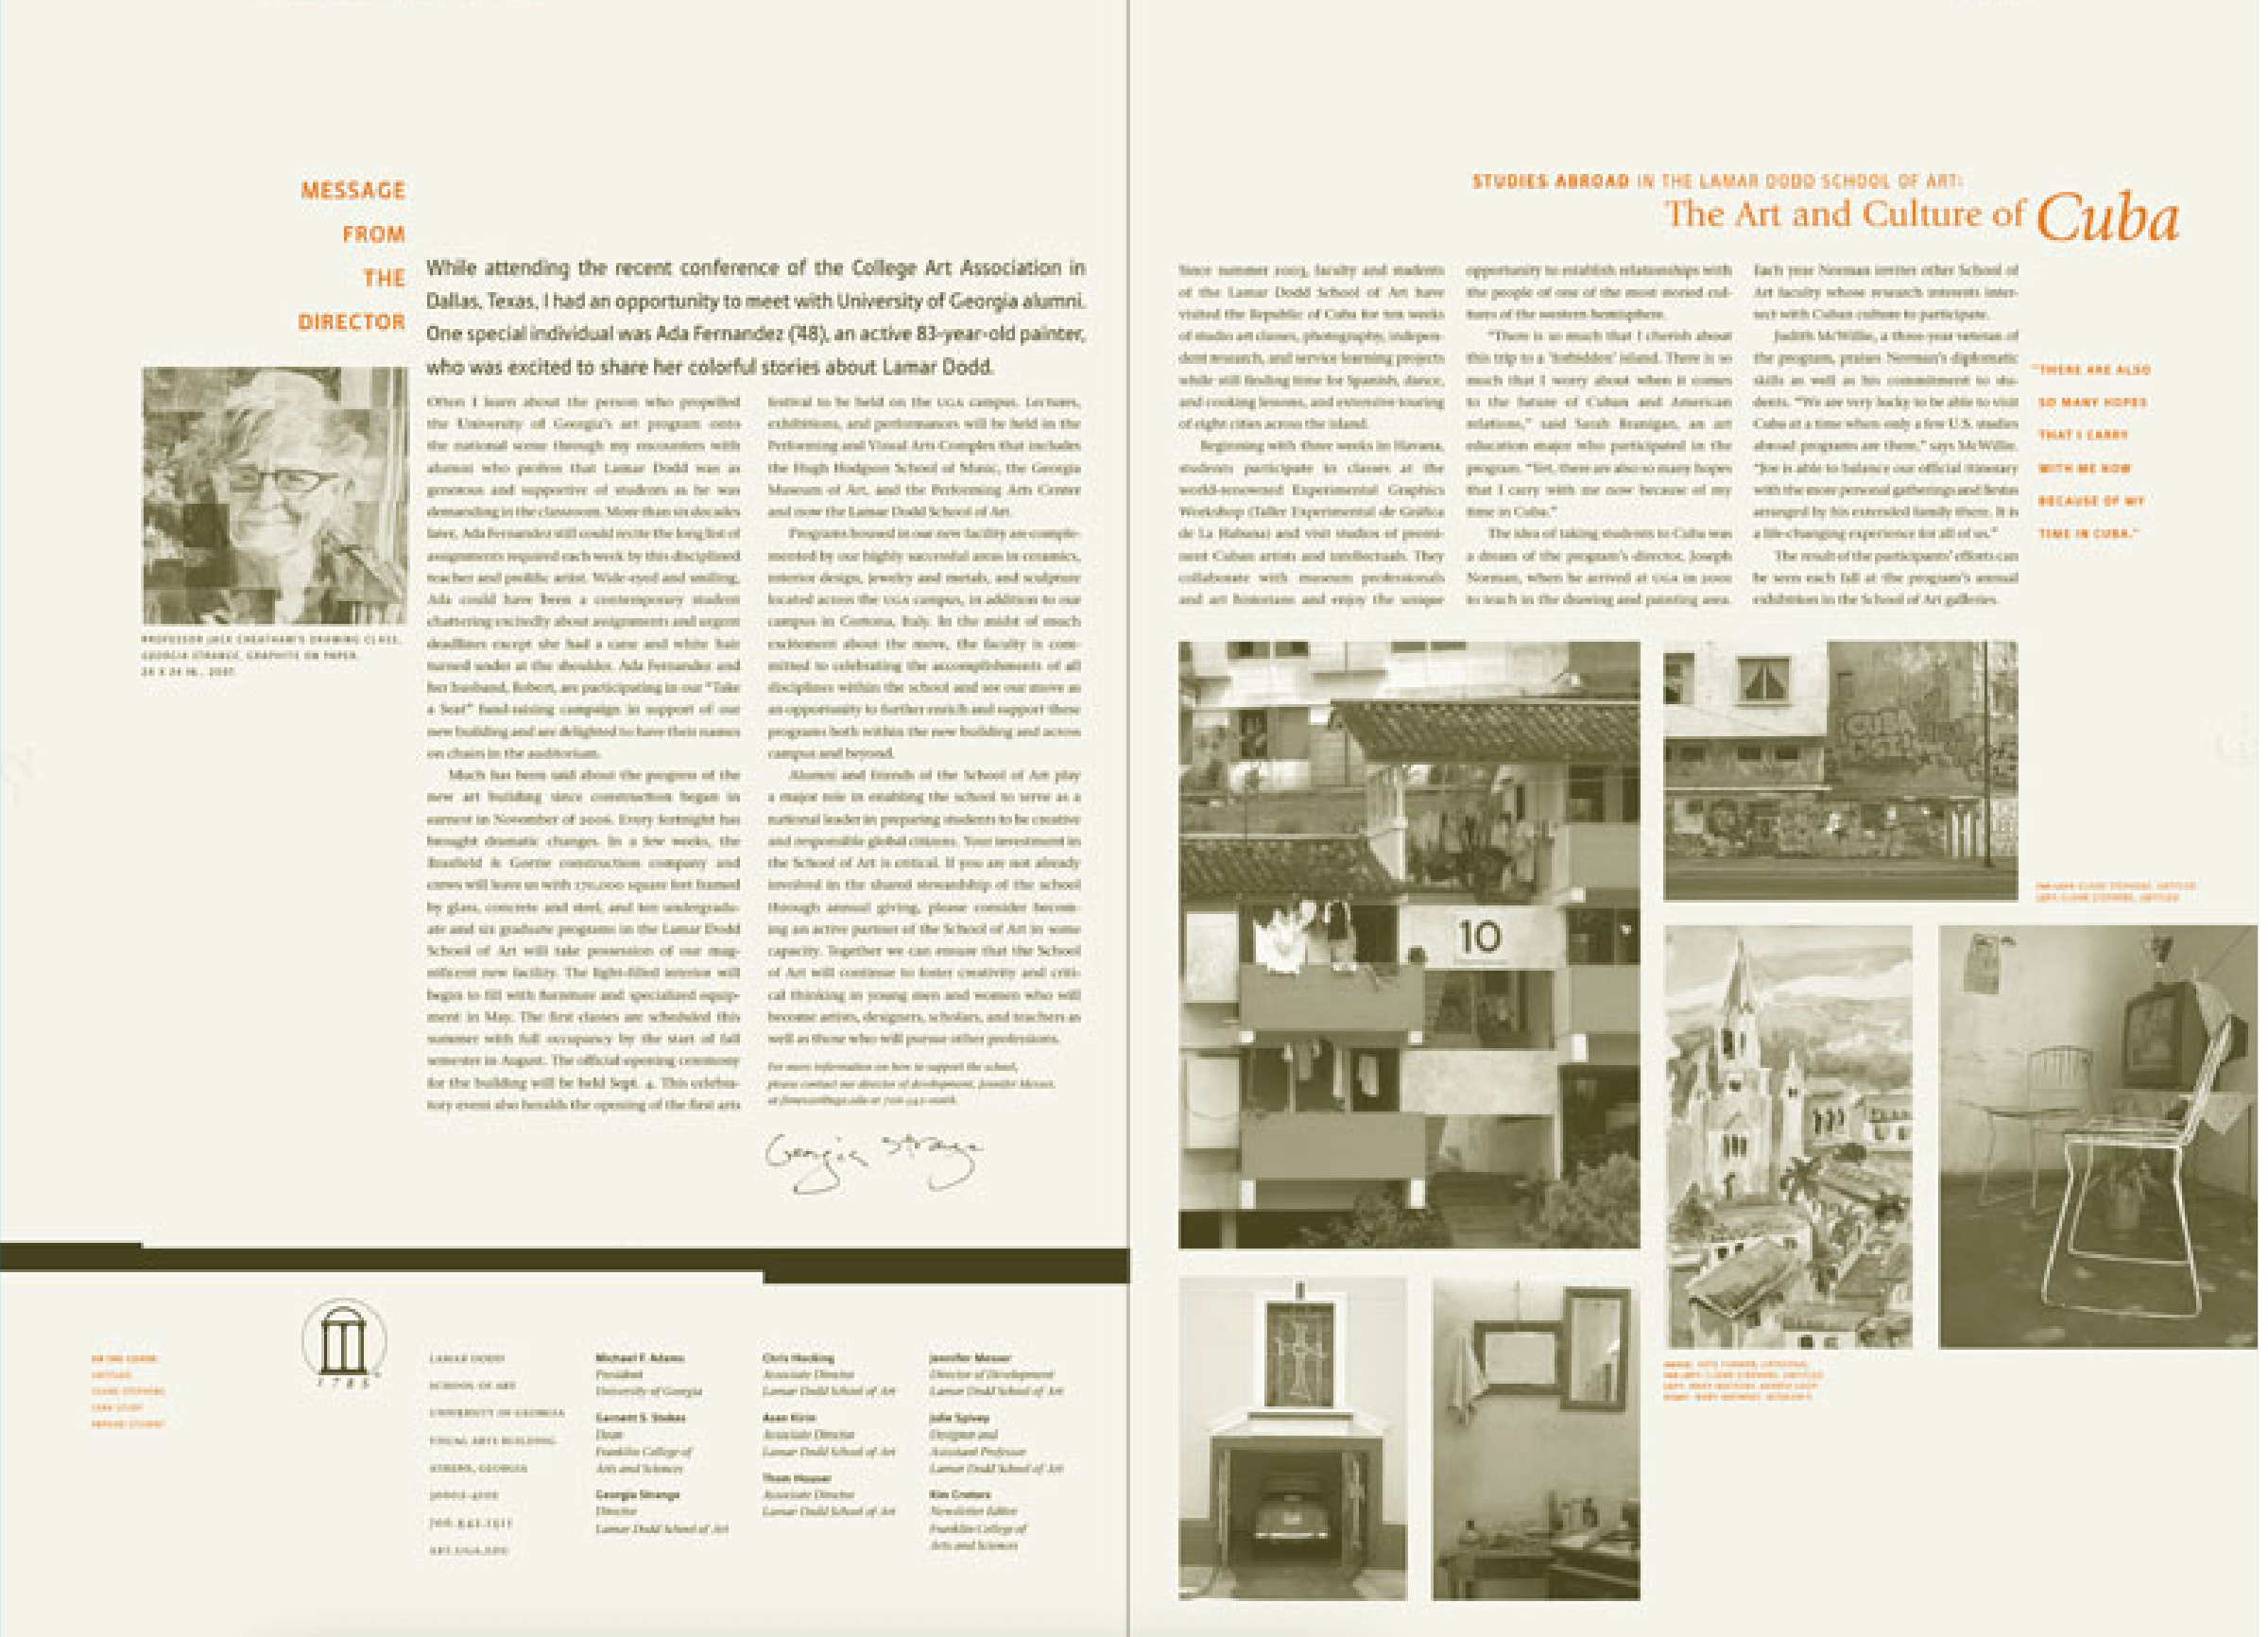 MESSAGE
FROM
THE
DIRECTOR
While attending the recent conference of the College Art Association in
Dallas, Texas, I had an opportunity to meet with University of Georgia alumni.
One special individual was Ada Fernandez ('48), an active 83-year-old painter,
who was excited to share her colorful stories about Lamar Dodd.
PROFESSOR JACK CHEATHAM'S DRAWING CLASS,
GEORGIA STRANGE, GRAPHITE ON PAPER,
Often I learn about the person who propelled
the University of Georgia's art program onto
the national scene through my encounters with
alumni who profess that Lamar Dodd was as
generous and supportive of students as he was
demanding in the classroom. More than six decades
later, Ada Fernandez still could recite the long list of
assignments required each week by this disciplined
teacher and prolific artist. Wide-eyed and smiling,
Ada could have been a contemporary student
chattering excitedly about assignments and urgent
deadlines except she had a cane and white hair
turned under at the shoulder. Ada Fernandez and
her husband, Robert, are participating in our "Take
a Seat" fund-raising campaign in support of our
new building and are delighted to have their names
on chairs in the auditorium.
Much has been said about the progress of the
new art building since construction began in
earnest in November of 2006. Every fortnight has
brought dramatic changes. In a few weeks, the
Brasfield & Gorrie construction company and
crews will leave us with 170,000 square feet framed
by glass, concrete and steel, and ten undergradu-
ate and six graduate programs in the Lamar Dodd
School of Art will take possession of our mag-
nificent new facility. The light-filled interior will
begin to fill with furniture and specialized equip-
ment in May. The first classes are scheduled this
summer with full occupancy by the start of fall
semester in August. The official opening ceremony
for the building will be held Sept. 4. This celebra-
tory event also heralds the opening of the first arts
festival to be held on the UGA campus. Lectures,
exhibitions, and performances will be held in the
Performing and Visual Arts Complex that includes
the Hugh Hodgson School of Music, the Georgia
Museum of Art, and the Performing Arts Center
and now the Lamar Dodd School of Art.
Programs housed in our new facility are comple-
mented by our highly successful areas in ceramics,
interior design, jewelry and metals, and sculpture
located across the UGA campus, in addition to our
campus in Cortona, Italy. In the midst of much
excitement about the move, the faculty is com-
mitted to celebrating the accomplishments of all
disciplines within the school and see our move as
an opportunity to further enrich and support these
programs both within the new building and across
campus and beyond.
Alumni and friends of the School of Art play
a major role in enabling the school to serve as a
national leader in preparing students to be creative
and responsible global citizens. Your investment in
the School of Art is critical. If you are not already
involved in the shared stewardship of the school
through annual giving, please consider becom-
ing an active partner of the School of Art in some
capacity. Together we can ensure that the School
of Art will continue to foster creativity and criti-
cal thinking in young men and women who will
become artists, designers, scholars, and teachers as
well as those who will pursue other professions.
For more information on how to support the school,
please contact our director of development, Jennifer Messer,
Georgia Strange
1785
LAMAR DODD
SCHOOL OF ART
UNIVERSITY OF GEORGIA
VISUAL ARTS BUILDING
ATHENS, GEORGIA
706.542.1511
ART.UGA.EDU
Michael F. Adams
President
University of Georgia
Garnett S. Stokes
Dean
Franklin College of
Arts and Sciences
Georgia Strange
Director
Lamar Dodd School of Art
Chris Hocking
Associate Director
Lamar Dodd School of Art
Asen Kirin
Associate Director
Lamar Dodd School of Art
Thom Houser
Associate Director
Lamar Dodd School of Art
Jennifer Messer
Director of Development
Lamar Dodd School of Art
Julie Spivey
Designer and
Assistant Professor
Lamar Dodd School of Art
Newsletter Editor
Franklin College of
Arts and Sciences
STUDIES ABROAD IN THE LAMAR DODD SCHOOL OF ART:
The Art and Culture of Cuba
Since summer 2003, faculty and students
of the Lamar Dodd School of Art have
visited the Republic of Cuba for ten weeks
of studio art classes, photography, indepen-
dent research, and service learning projects
while still finding time for Spanish, dance,
and cooking lessons, and extensive touring
of eight cities across the island.
Beginning with three weeks in Havana,
students participate in classes at the
world-renowned Experimental Graphics
Workshop (Taller Experimental de Gráfica
de La Habana) and visit studios of promi-
nent Cuban artists and intellectuals. They
collaborate with museum professionals
and art historians and enjoy the unique
opportunity to establish relationships with
the people of one of the most storied cul-
tures of the western hemisphere.
"There is so much that I cherish about
this trip to a 'forbidden' island. There is so
much that I worry about when it comes
to the future of Cuban and American
relations," said Sarah Branigan, an art
education major who participated in the
program. "Yet, there are also so many hopes
that I carry with me now because of my
time in Cuba."
The idea of taking students to Cuba was
a dream of the program's director, Joseph
Norman, when he arrived at UGA in
to teach in the drawing and painting area.
Each year Norman invites other School of
Art faculty whose research interests inter-
sect with Cuban culture to participate.
Judith McWillie, a three-year veteran of
the program, praises Norman's diplomatic
skills as well as his commitment to stu-
dents. "We are very lucky to be able to visit
Cuba at a time when only a few U.S. studies
abroad programs are there," says McWillie.
"Joe is able to balance our official itinerary
with the more personal gatherings and fiestas
arranged by his extended family there. It is
a life-changing experience for all of us."
The result of the participants' efforts can
be seen each fall at the program's annual
exhibition in the School of Art galleries.
"THERE ARE ALSO
SO MANY HOPES
THAT I CARRY
WITH ME NOW
BECAUSE OF MY
TIME IN CUBA."
10